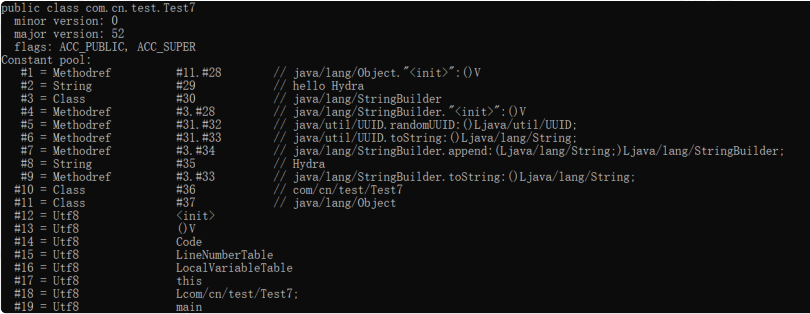 public class com.cn.test.Test7
  minor version: 0
  major version: 52
  flags: ACC_PUBLIC, ACC_SUPER
Constant pool:
   #1 = Methodref          #11.#28       // java/lang/Object."<init>":()V
   #2 = String             #29           // hello Hydra
   #3 = Class              #30           // java/lang/StringBuilder
   #4 = Methodref          #3.#28        // java/lang/StringBuilder."<init>":()V
   #5 = Methodref          #31.#32       // java/util/UUID.randomUUID:()Ljava/util/UUID;
   #6 = Methodref          #31.#33       // java/util/UUID.toString:()Ljava/lang/String;
   #7 = Methodref          #3.#34        // java/lang/StringBuilder.append:(Ljava/lang/String;)Ljava/lang/StringBuilder;
   #8 = String             #35           // Hydra
   #9 = Methodref          #3.#33        // java/lang/StringBuilder.toString:()Ljava/lang/String;
  #10 = Class              #36           // com/cn/test/Test7
  #11 = Class              #37           // java/lang/Object
  #12 = Utf8               <init>
  #13 = Utf8               ()V
  #14 = Utf8               Code
  #15 = Utf8               LineNumberTable
  #16 = Utf8               LocalVariableTable
  #17 = Utf8               this
  #18 = Utf8               Lcom/cn/test/Test7;
  #19 = Utf8               main